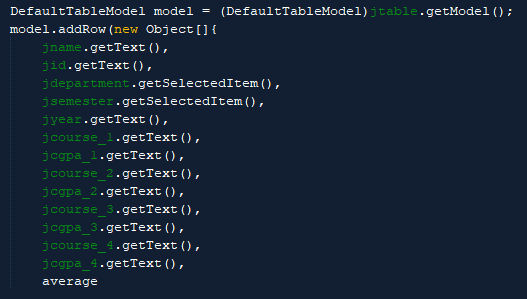 DefaultTableModel model = (DefaultTableModel)jtable.getModel();
model.addRow(new Object[]{
jname.getText(),
jid.getText(),
jdepartment.getSelectedItem(),
jsemester.getSelectedItem(),
jyear.getText(),
jcourse_1.getText(),
jcgpa_1.getText(),
jcourse_2.getText(),
jcgpa_2.getText(),
jcourse_3.getText(),
jcgpa_3.getText(),
jcourse_4.getText(),
jcgpa_4.getText(),
average